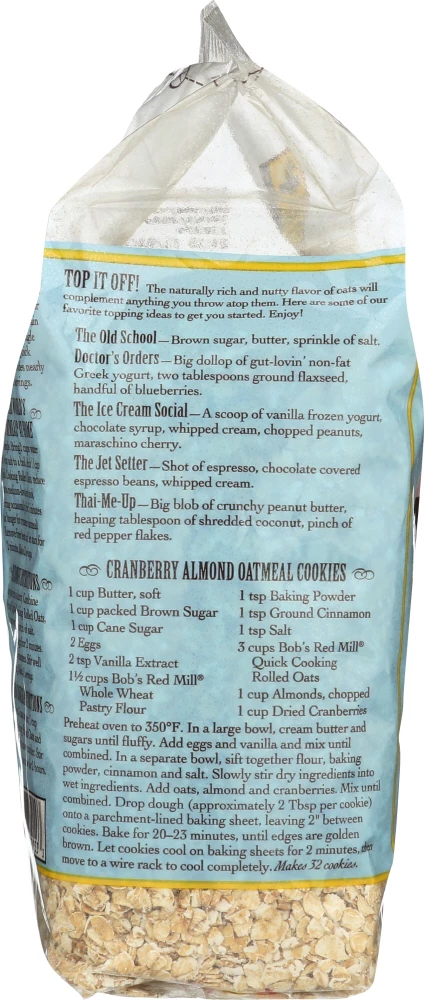 TOP IT OFF! The naturally rich and nutty flavor of oats will
complement anything you throw atop them. Here are some of our
favorite topping ideas to get you started. Enjoy!
The Old School—Brown sugar, butter, sprinkle of salt.
Doctor's Orders—Big dollop of gut-lovin' non-fat
Greek yogurt, two tablespoons ground flaxseed,
handful of blueberries.
The Ice Cream Social—A scoop of vanilla frozen yogurt,
chocolate syrup, whipped cream, chopped peanuts,
maraschino cherry.
The Jet Setter—Shot of espresso, chocolate covered
espresso beans, whipped cream.
Thai-Me-Up—Big blob of crunchy peanut butter,
heaping tablespoon of shredded coconut, pinch of
red pepper flakes.
CRANBERRY ALMOND OATMEAL COOKIES
1 cup Butter, soft
1 cup packed Brown Sugar
1 cup Cane Sugar
2 Eggs
2 tsp Vanilla Extract
1½ cups Bob's Red Mill®
Whole Wheat
Pastry Flour
1 tsp Baking Powder
1 tsp Ground Cinnamon
1 tsp Salt
3 cups Bob's Red Mill®
Quick Cooking
Rolled Oats
1 cup Almonds, chopped
1 cup Dried Cranberries
Preheat oven to 350°F. In a large bowl, cream butter and
sugars until fluffy. Add eggs and vanilla and mix until
combined. In a separate bowl, sift together flour, baking
powder, cinnamon and salt. Slowly stir dry ingredients into
wet ingredients. Add oats, almond and cranberries. Mix until
combined. Drop dough (approximately 2 Tbsp per cookie)
onto a parchment-lined baking sheet, leaving 2" between
cookies. Bake for 20–23 minutes, until edges are golden
brown. Let cookies cool on baking sheets for 2 minutes, then
move to a wire rack to cool completely. Makes 32 cookies.